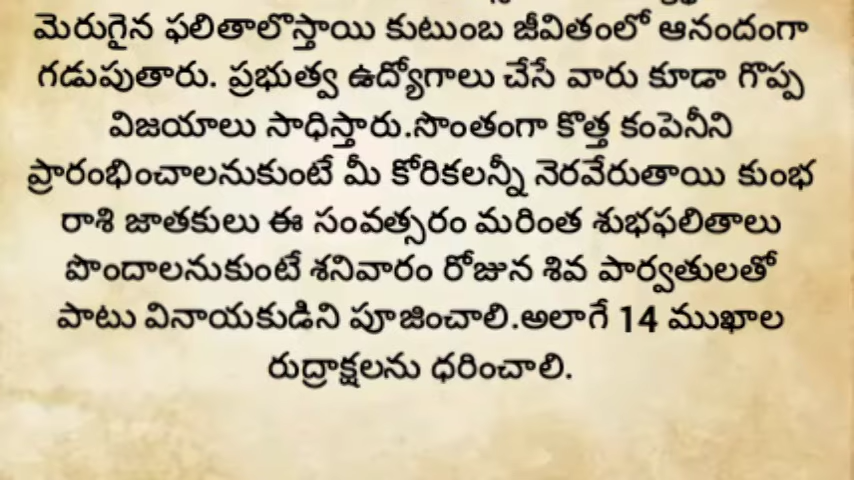 మెరుగైన ఫలితాలొస్తాయి కుటుంబ జీవితంలో ఆనందంగా
గడుపుతారు. ప్రభుత్వ ఉద్యోగాలు చేసే వారు కూడా గొప్ప
విజయాలు సాధిస్తారు.సొంతంగా కొత్త కంపెనీని
ప్రారంభించాలనుకుంటే మీ కోరికలన్నీ నెరవేరుతాయి కుంభ
రాశి జాతకులు ఈ సంవత్సరం మరింత శుభఫలితాలు
పొందాలనుకుంటే శనివారం రోజున శివ పార్వతులతో
పాటు వినాయకుడిని పూజించాలి.అలాగే 14 ముఖాల
రుద్రాక్షలను ధరించాలి.